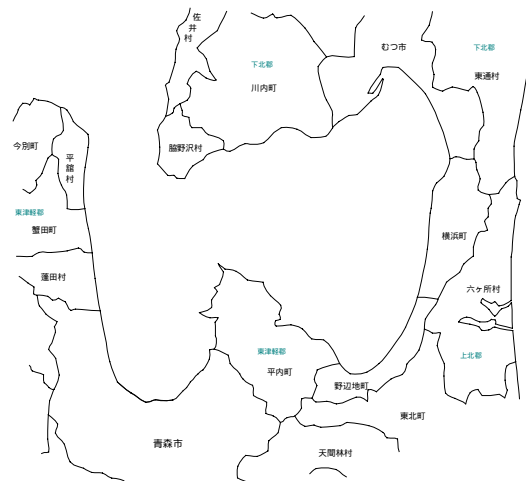 佐井村
むつ市
下北郡
下北郡
東通村
川内町
今別町
脇野沢村
平舘村
東津軽郡
蟹田町
横浜町
蓬田村
六ヶ所村
東津軽郡
平内町
上北郡
野辺地町
東北町
青森市
天間林村